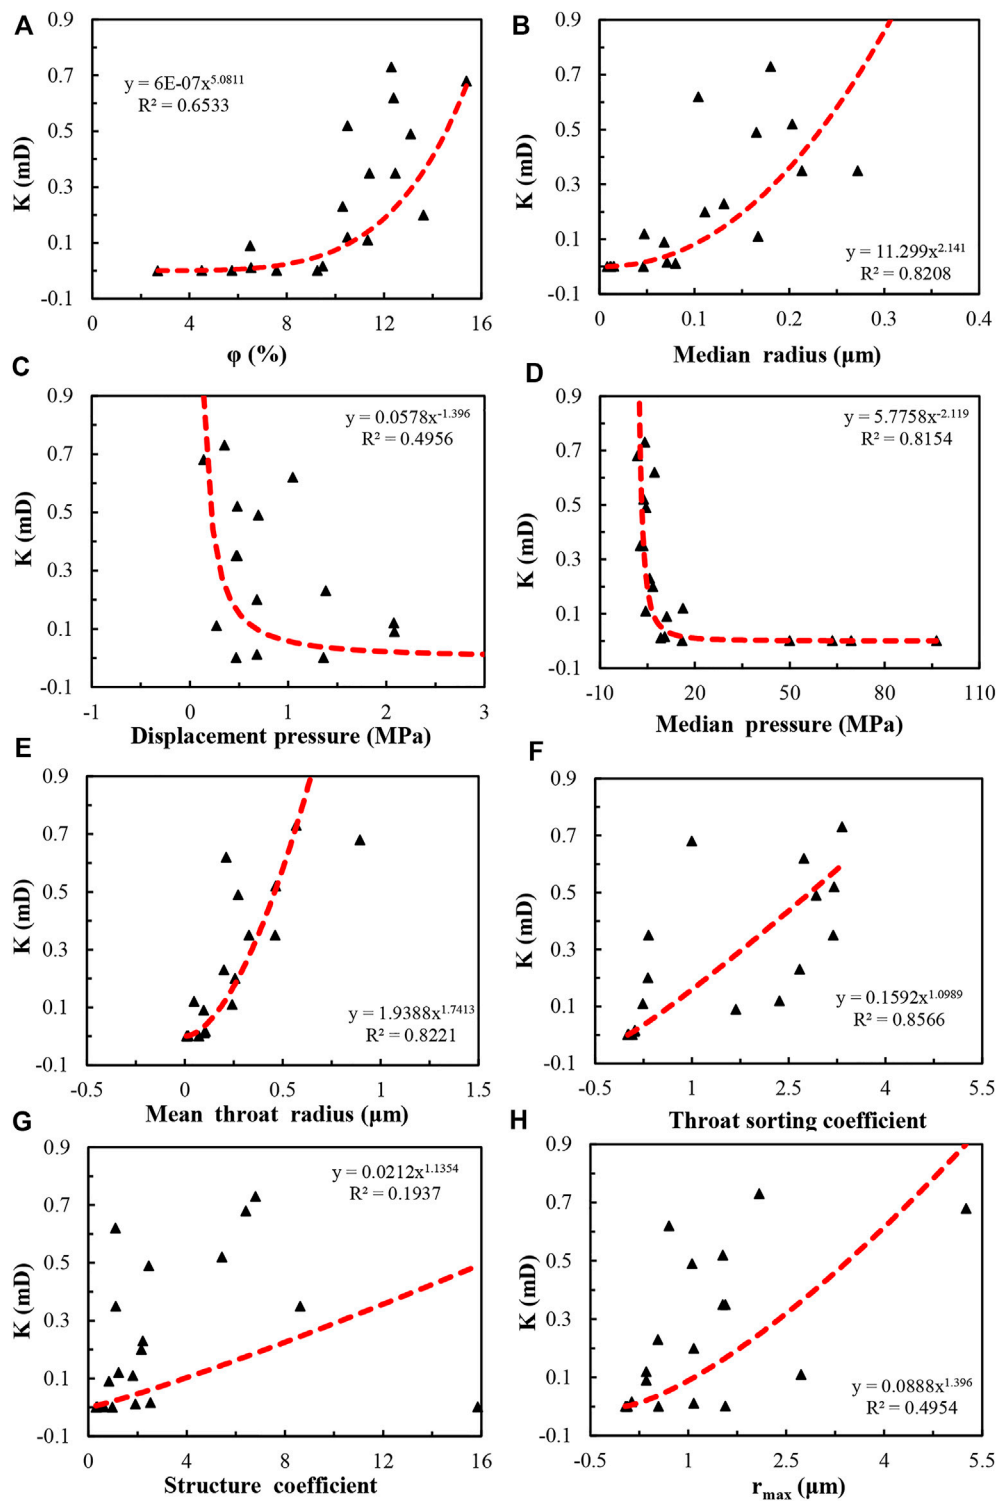 A
0.9
0.7
0.5
0.3
0.1
-0.1
K (mD)
y = 6E-07x^5.0811
R² = 0.6533
0 4 8 12 16
φ (%)
B
0.9
0.7
0.5
0.3
0.1
-0.1
K (mD)
y = 11.299x^2.141
R² = 0.8208
0 0.1 0.2 0.3 0.4
Median radius (μm)
C
0.9
0.7
0.5
0.3
0.1
-0.1
K (mD)
y = 0.0578x^-1.396
R² = 0.4956
-1 0 1 2 3
Displacement pressure (MPa)
D
0.9
0.7
0.5
0.3
0.1
-0.1
K (mD)
y = 5.7758x^-2.119
R² = 0.8154
-10 20 50 80 110
Median pressure (MPa)
E
0.9
0.7
0.5
0.3
0.1
-0.1
K (mD)
y = 1.9388x^1.7413
R² = 0.8221
-0.5 0 0.5 1 1.5
Mean throat radius (μm)
F
0.9
0.7
0.5
0.3
0.1
-0.1
K (mD)
y = 0.1592x^1.0989
R² = 0.8566
-0.5 1 2.5 4 5.5
Throat sorting coefficient
G
0.9
0.7
0.5
0.3
0.1
-0.1
K (mD)
y = 0.0212x^1.1354
R² = 0.1937
0 4 8 12 16
Structure coefficient
H
0.9
0.7
0.5
0.3
0.1
-0.1
K (mD)
y = 0.0888x^1.396
R² = 0.4954
-0.5 1 2.5 4 5.5
r_max (μm)